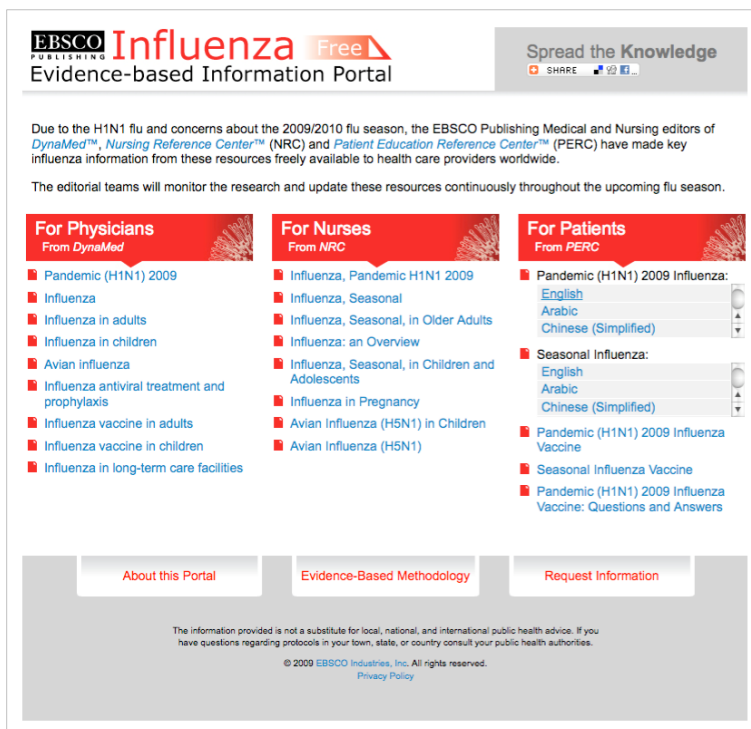 EBSCO Influenza Free
PUBLISHING
Evidence-based Information Portal
Spread the Knowledge
SHARE
Due to the H1N1 flu and concerns about the 2009/2010 flu season, the EBSCO Publishing Medical and Nursing editors of
DynaMed™, Nursing Reference Center™ (NRC) and Patient Education Reference Center™ (PERC) have made key
influenza information from these resources freely available to health care providers worldwide.
The editorial teams will monitor the research and update these resources continuously throughout the upcoming flu season.
For Physicians
From DynaMed
Pandemic (H1N1) 2009
Influenza
Influenza in adults
Influenza in children
Avian influenza
Influenza antiviral treatment and
prophylaxis
Influenza vaccine in adults
Influenza vaccine in children
Influenza in long-term care facilities
For Nurses
From NRC
Influenza, Pandemic H1N1 2009
Influenza, Seasonal
Influenza, Seasonal, in Older Adults
Influenza: an Overview
Influenza, Seasonal, in Children and
Adolescents
Influenza in Pregnancy
Avian Influenza (H5N1) in Children
Avian Influenza (H5N1)
For Patients
From PERC
Pandemic (H1N1) 2009 Influenza:
English
Arabic
Chinese (Simplified)
Seasonal Influenza:
English
Arabic
Chinese (Simplified)
Pandemic (H1N1) 2009 Influenza
Vaccine
Seasonal Influenza Vaccine
Pandemic (H1N1) 2009 Influenza
Vaccine: Questions and Answers
About this Portal
Evidence-Based Methodology
Request Information
The information provided is not a substitute for local, national, and international public health advice. If you
have questions regarding protocols in your town, state, or country consult your public health authorities.
© 2009 EBSCO Industries, Inc. All rights reserved.
Privacy Policy